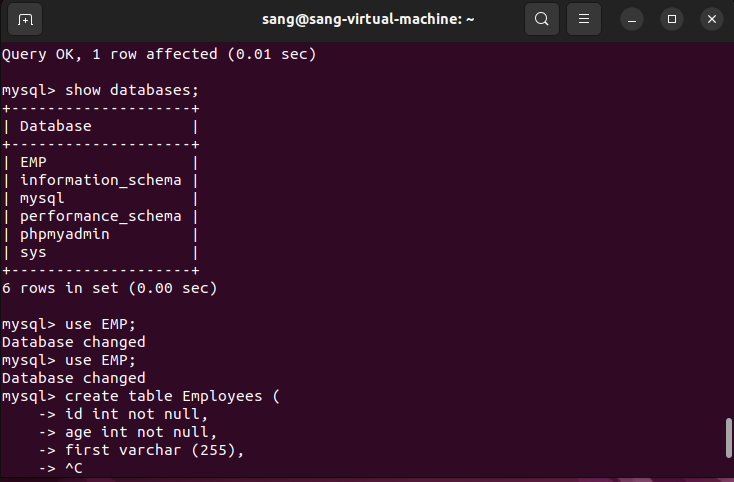 sang@sang-virtual-machine: ~
Query OK, 1 row affected (0.01 sec)
mysql> show databases;
+--------------------+
| Database           |
+--------------------+
| EMP                |
| information_schema |
| mysql              |
| performance_schema |
| phpmyadmin         |
| sys                |
+--------------------+
6 rows in set (0.00 sec)
mysql> use EMP;
Database changed
mysql> use EMP;
Database changed
mysql> create table Employees (
    -> id int not null,
    -> age int not null,
    -> first varchar (255),
    -> ^C